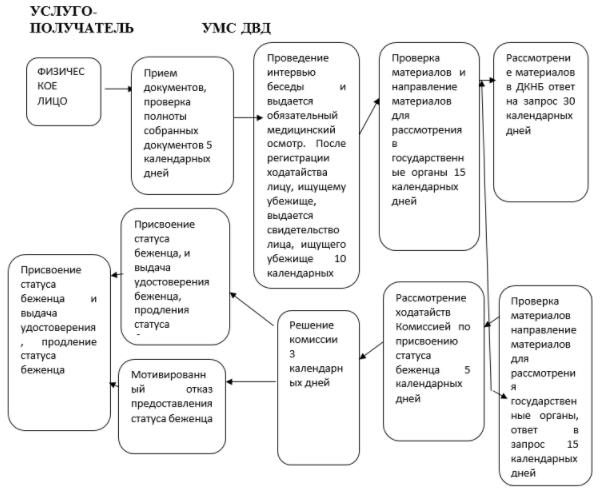 УСЛУГО-
ПОЛУЧАТЕЛЬ УМС ДВД
ФИЗИЧЕС
КОЕ
ЛИЦО
Прием
документов,
проверка
полноты
собранных
документов 5
календарных
дней
Проведение
интервью
беседы и
выдается
обязательный
медицинский
осмотр. После
регистрации
ходатайства
лицу, ищущему
убежище,
выдается
свидетельство
лица, ищущего
убежище 10
календарных
Проверка
материалов и
направление
материалов
для
рассмотрения
в
государственн
ые органы 15
календарных
дней
Рассмотрени
е материалов
в ДКНБ ответ
на запрос 30
календарных
дней
Присвоение
статуса
беженца и
выдача
удостоверения
, продление
статуса
беженца
Присвоение
статуса
беженца, и
выдача
удостоверения
беженца,
продления
статуса
Мотивированн
ый отказ
предоставления
статуса беженца
Решение
комиссии
3
календарн
ых дней
Рассмотрение
ходатайств
Комиссией по
присвоению
статуса
беженца 5
календарных
дней
Проверка
материалов
направление
материалов
для
рассмотрени
я
государствен
ные органы,
ответ в
запрос 15
календарных
дней